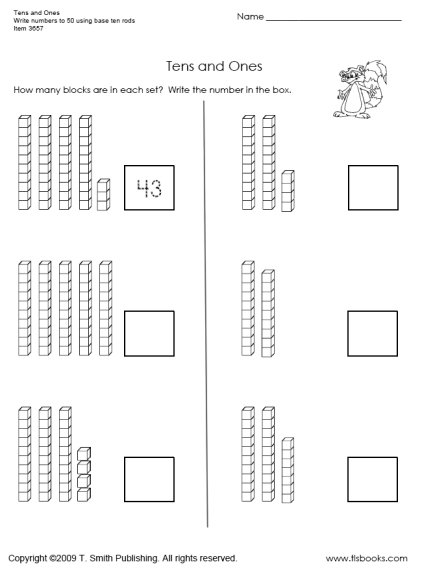 Tens and Ones
Write numbers to 50 using base ten rods
Item 3657
Name
Tens and Ones
How many blocks are in each set? Write the number in the box.
43
Copyright ©2009 T. Smith Publishing. All rights reserved.
www.tlsbooks.com